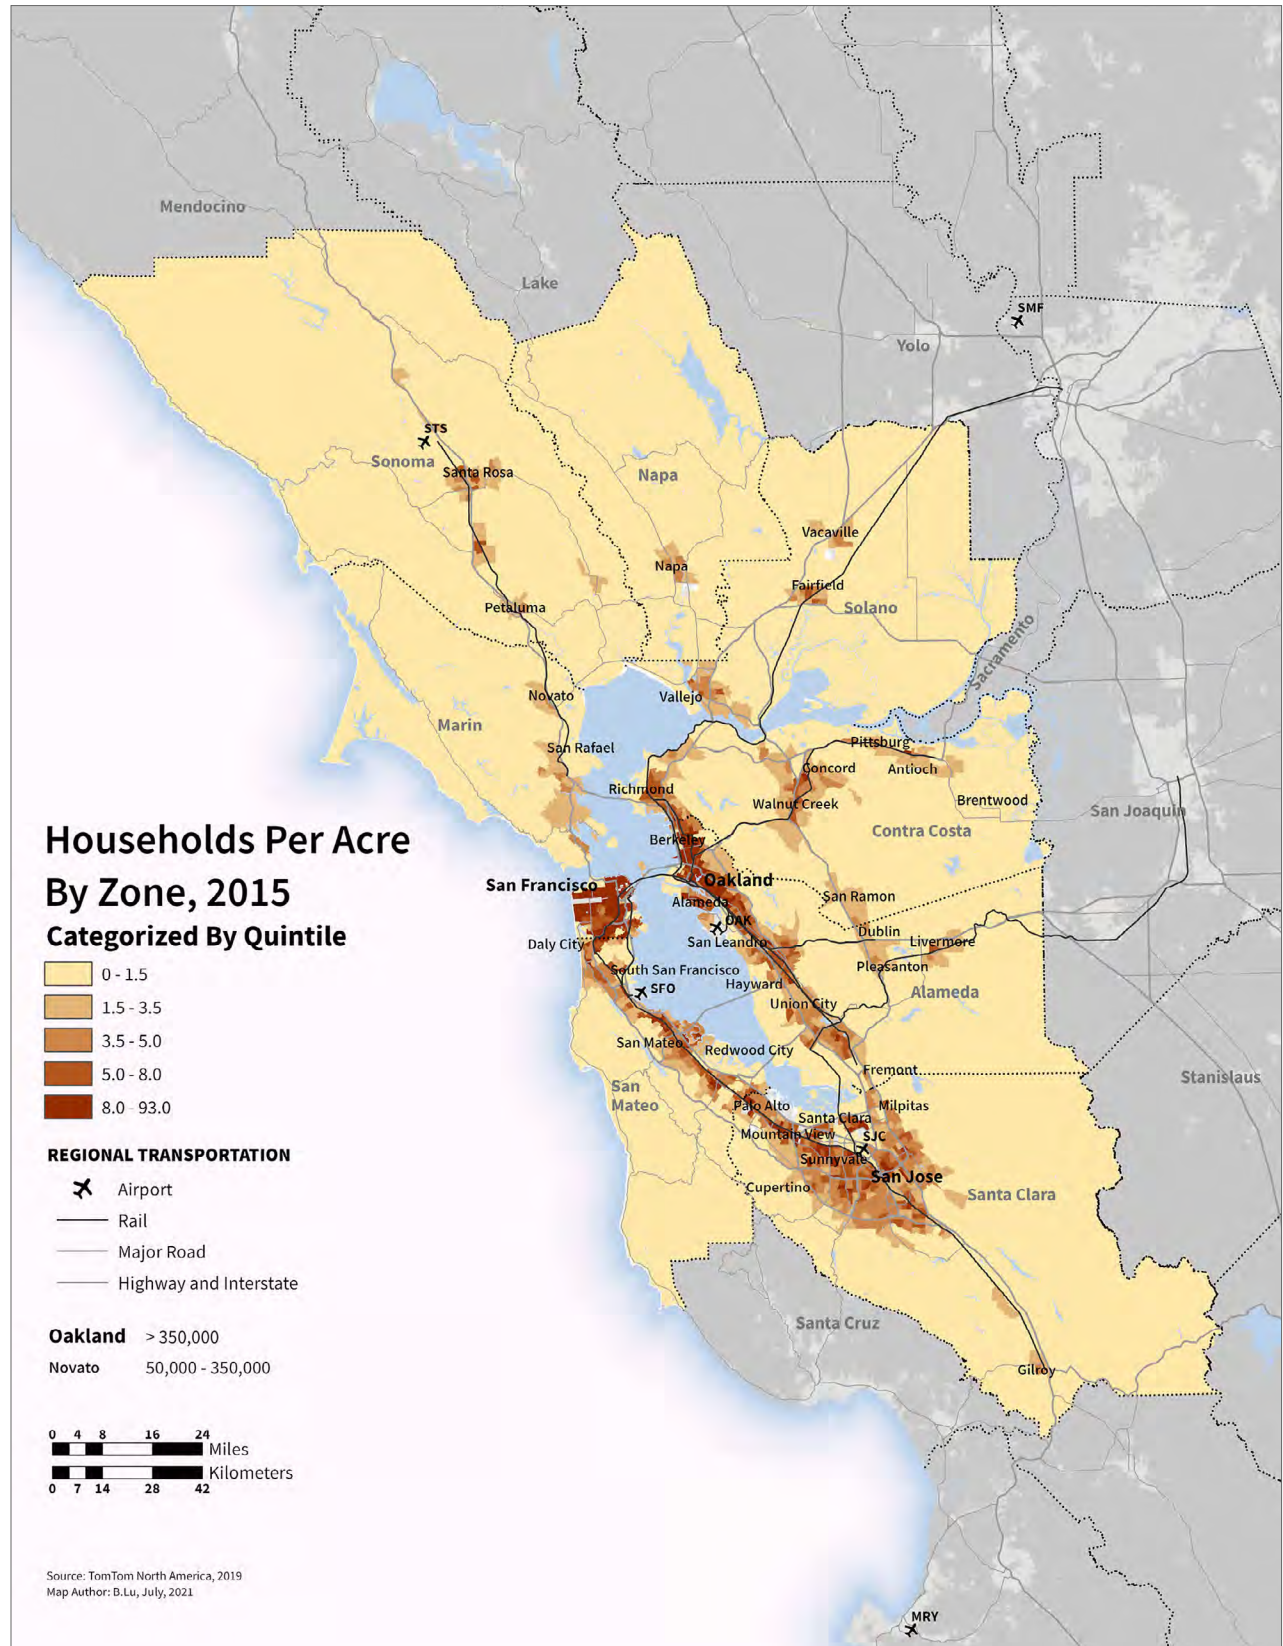 Mendocino
Lake
SMF
Yolo
STS
Sonoma
Santa Rosa
Napa
Vacaville
Napa
Fairfield
Solano
Petaluma
Sacramento
Novato
Vallejo
Marin
San Rafael
Pittsburg
Concord
Antioch
Richmond
Walnut Creek
Brentwood
San Joaquin
Contra Costa
Berkeley
Oakland
San Francisco
Alameda
San Ramon
OAK
Daly City
San Leandro
Dublin
Livermore
South San Francisco
Pleasanton
SFO
Hayward
Alameda
Union City
San Mateo
Redwood City
Fremont
Stanislaus
San
Mateo
Palo Alto
Milpitas
Santa Clara
Mountain View
SJC
Sunnyvale
San Jose
Cupertino
Santa Clara
Santa Cruz
Gilroy
MRY
Households Per Acre
By Zone, 2015
Categorized By Quintile
0 - 1.5
1.5 - 3.5
3.5 - 5.0
5.0 - 8.0
8.0 - 93.0
REGIONAL TRANSPORTATION
Airport
Rail
Major Road
Highway and Interstate
Oakland > 350,000
Novato 50,000 - 350,000
0 4 8 16 24
Miles
Kilometers
0 7 14 28 42
Source: TomTom North America, 2019
Map Author: B.Lu, July, 2021